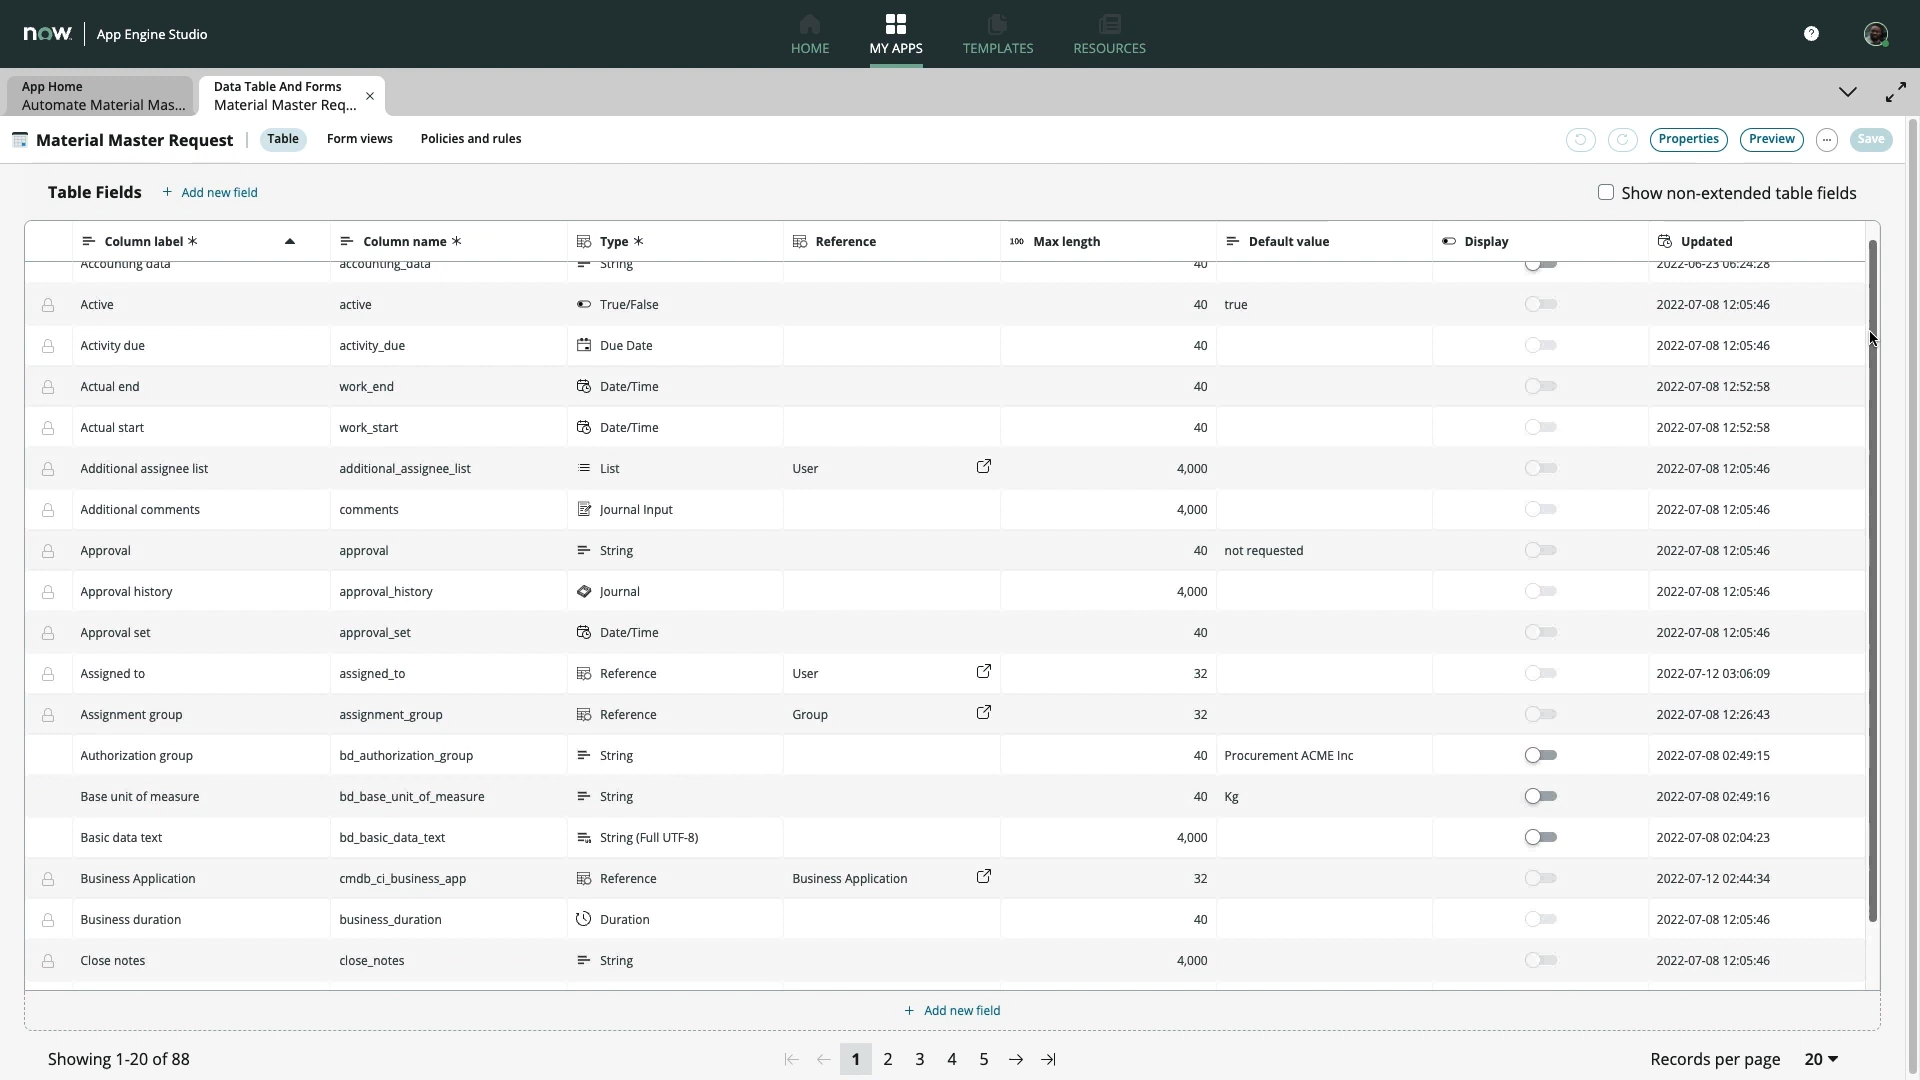 now App Engine Studio
HOME
MY APPS
TEMPLATES
RESOURCES
App Home
Automate Material Mas...
Data Table And Forms
Material Master Req...
Material Master Request Table Form views Policies and rules Properties Preview Save
Table Fields + Add new field Show non-extended table fields
Column label * Column name * Type * Reference 100 Max length Default value Display Updated
Accounting data accounting_data String 40 2022-06-23 06:24:28
Active active True/False 40 true 2022-07-08 12:05:46
Activity due activity_due Due Date 40 2022-07-08 12:05:46
Actual end work_end Date/Time 40 2022-07-08 12:52:58
Actual start work_start Date/Time 40 2022-07-08 12:52:58
Additional assignee list additional_assignee_list List User 4,000 2022-07-08 12:05:46
Additional comments comments Journal Input 4,000 2022-07-08 12:05:46
Approval approval String 40 not requested 2022-07-08 12:05:46
Approval history approval_history Journal 4,000 2022-07-08 12:05:46
Approval set approval_set Date/Time 40 2022-07-08 12:05:46
Assigned to assigned_to Reference User 32 2022-07-12 03:06:09
Assignment group assignment_group Reference Group 32 2022-07-08 12:26:43
Authorization group bd_authorization_group String 40 Procurement ACME Inc 2022-07-08 02:49:15
Base unit of measure bd_base_unit_of_measure String 40 Kg 2022-07-08 02:49:16
Basic data text bd_basic_data_text String (Full UTF-8) 4,000 2022-07-08 02:04:23
Business Application cmdb_ci_business_app Reference Business Application 32 2022-07-12 02:44:34
Business duration business_duration Duration 40 2022-07-08 12:05:46
Close notes close_notes String 4,000 2022-07-08 12:05:46
+ Add new field
Showing 1-20 of 88 1 2 3 4 5 Records per page 20